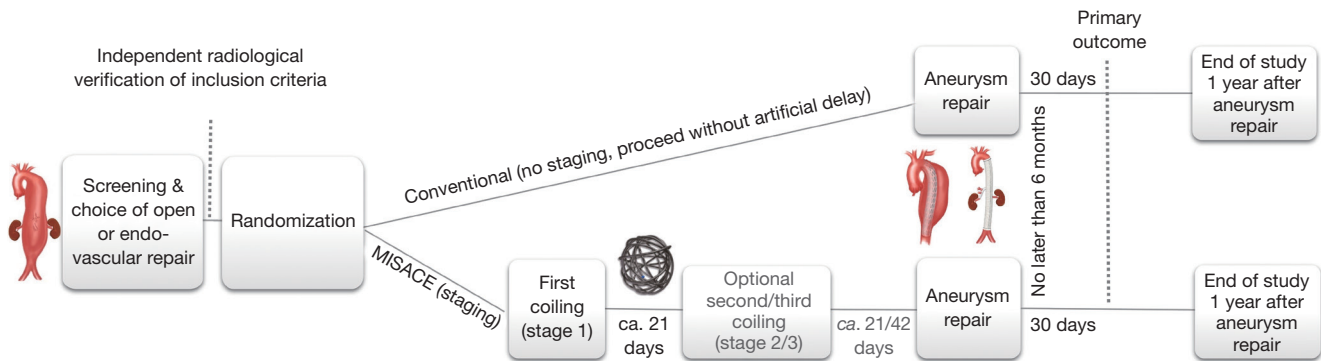 Independent radiological
verification of inclusion criteria
Primary
outcome
Screening &
choice of open
or endo-
vascular repair
Randomization
Conventional (no staging, proceed without artificial delay)
Aneurysm
repair
30 days
End of study
1 year after
aneurysm
repair
No later than 6 months
MISACE (staging)
First
coiling
(stage 1)
ca. 21
days
Optional
second/third
coiling
(stage 2/3)
ca. 21/42
days
Aneurysm
repair
30 days
End of study
1 year after
aneurysm
repair